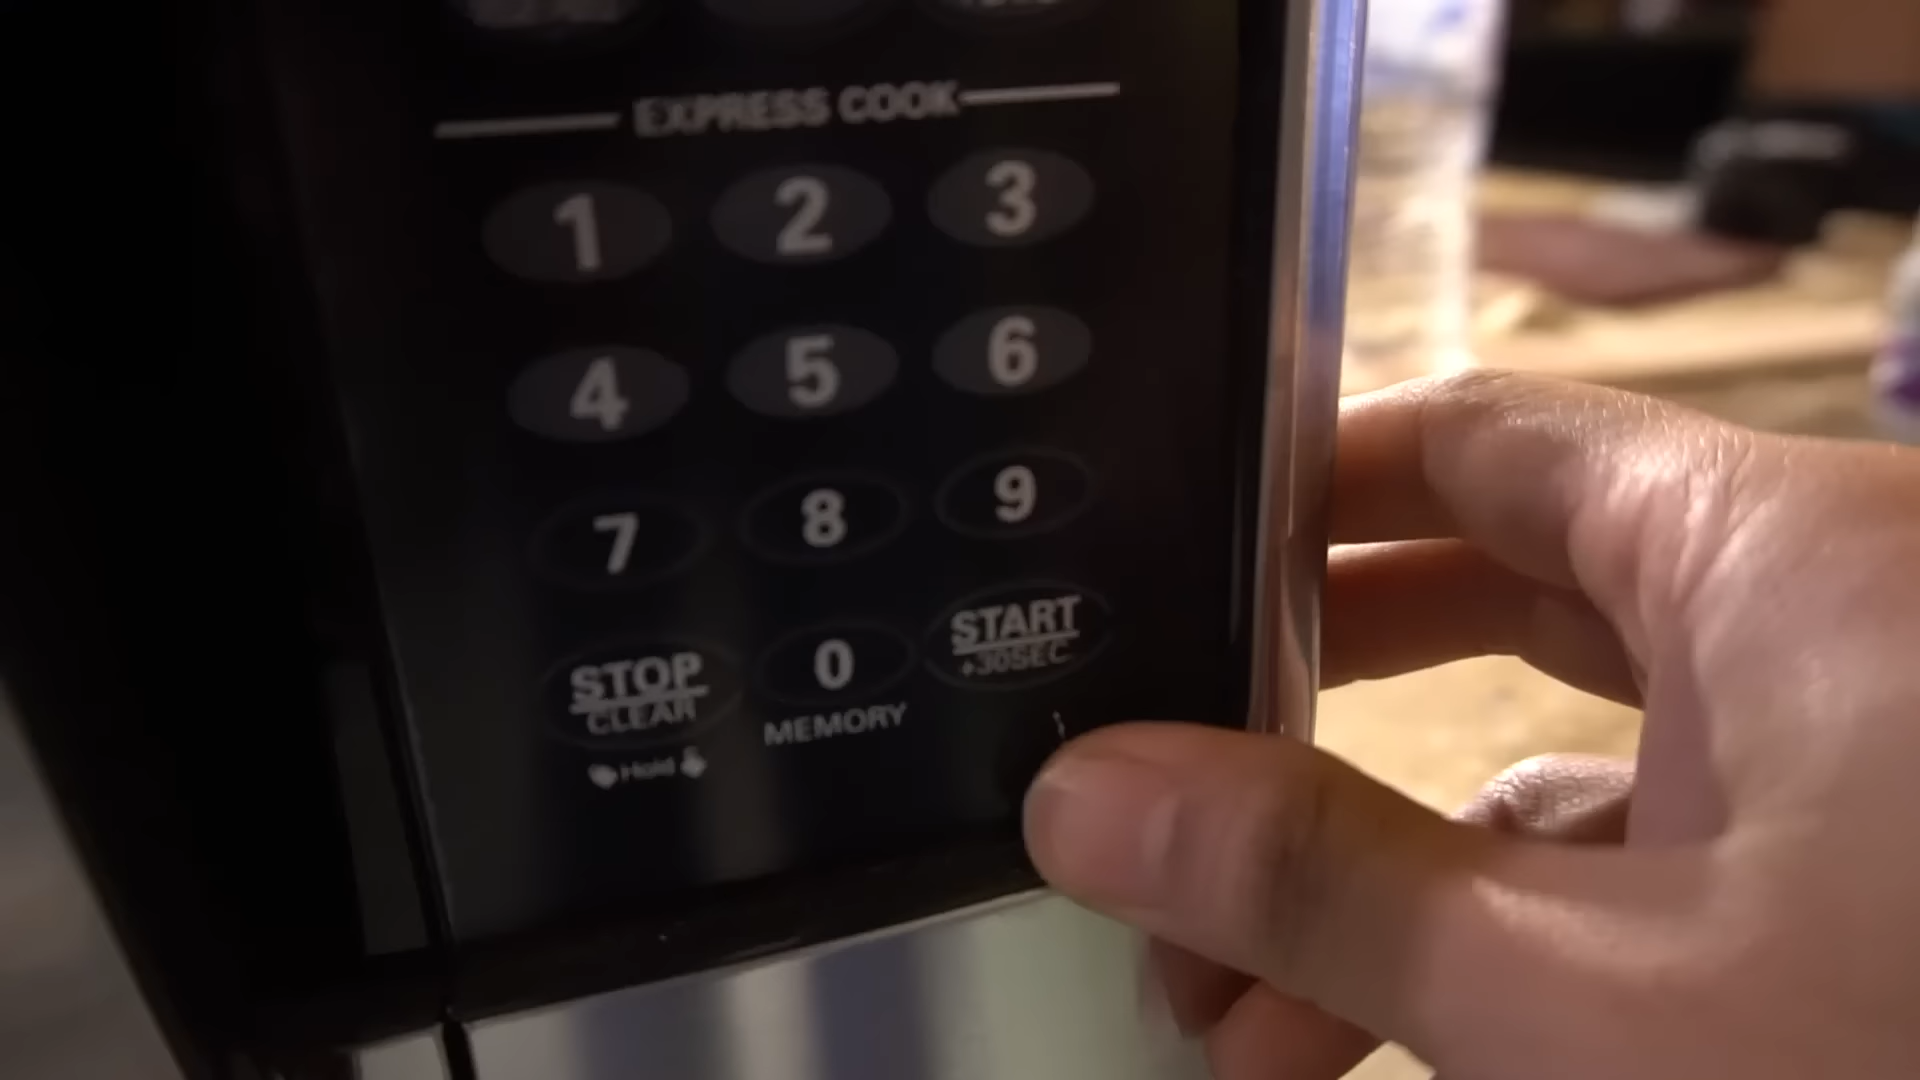 EXPRESS COOK
1 2 3
4 5 6
7 8 9
STOP
CLEAR
0
START
+30SEC
MEMORY
Hold